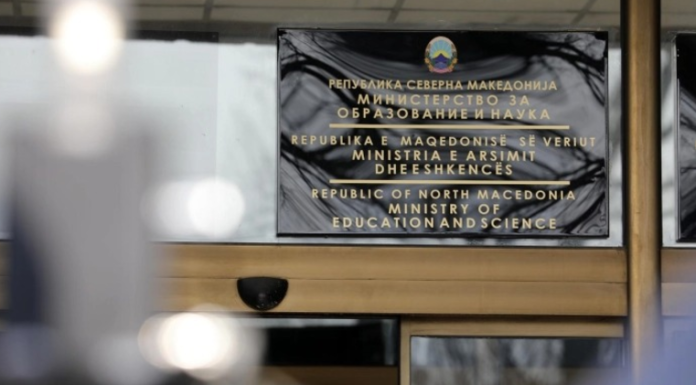 РЕПУБЛИКА СЕВЕРНА МАКЕДОНИЈА
МИНИСТЕРСТВО ЗА
ОБРАЗОВАНИЕ И НАУКА
REPUBLIKA E MAQEDONISË SË VERIUT
MINISTRIA E ARSIMIT
DHE ESHKENCËS
REPUBLIC OF NORTH MACEDONIA
MINISTRY OF
EDUCATION AND SCIENCE